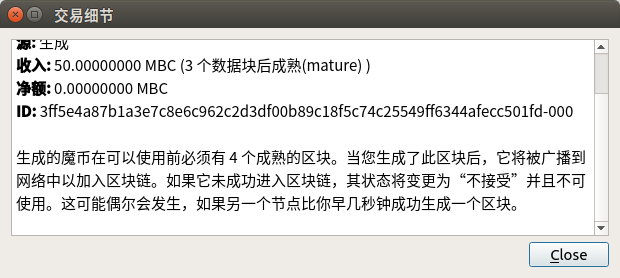 交易细节
源: 生成
收入: 50.00000000 MBC (3 个数据块后成熟(mature) )
净额: 0.00000000 MBC
ID: 3ff5e4a87b1a3e7c8e6c962c2d3df00b89c18f5c74c25549ff6344afecc501fd-000
生成的魔币在可以使用前必须有 4 个成熟的区块。当您生成了此区块后，它将被广播到
网络中以加入区块链。如果它未成功进入区块链，其状态将变更为“不接受”并且不可
使用。这可能偶尔会发生，如果另一个节点比你早几秒钟成功生成一个区块。
Close